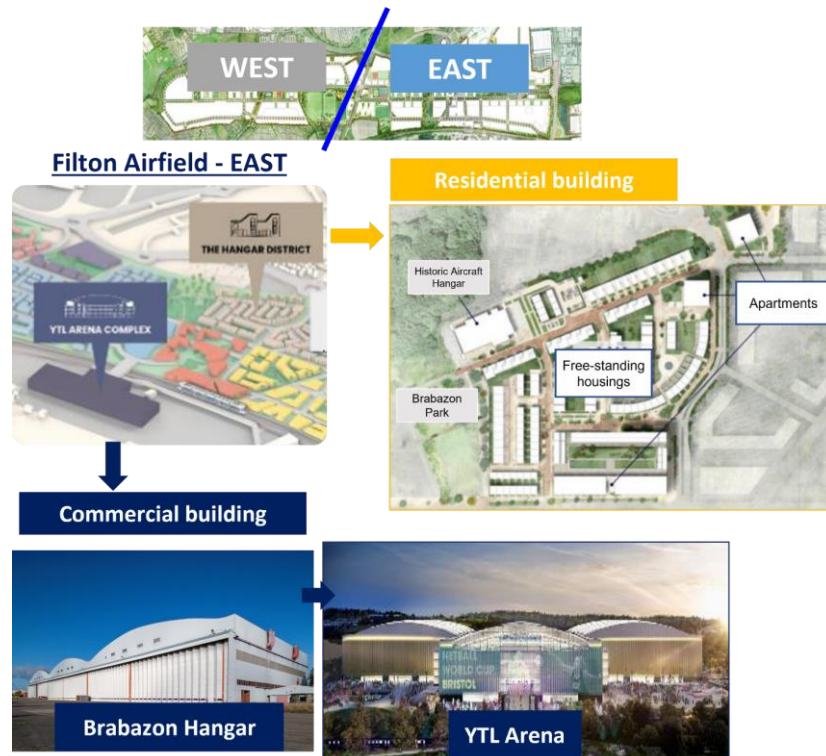 WEST
EAST
Filton Airfield - EAST
Residential building
THE HANGAR DISTRICT
YTL ARENA COMPLEX
Historic Aircraft
Hangar
Apartments
Free-standing
housings
Brabazon
Park
Commercial building
NETBALL
WORLD CUP
BRISTOL
Brabazon Hangar
YTL Arena